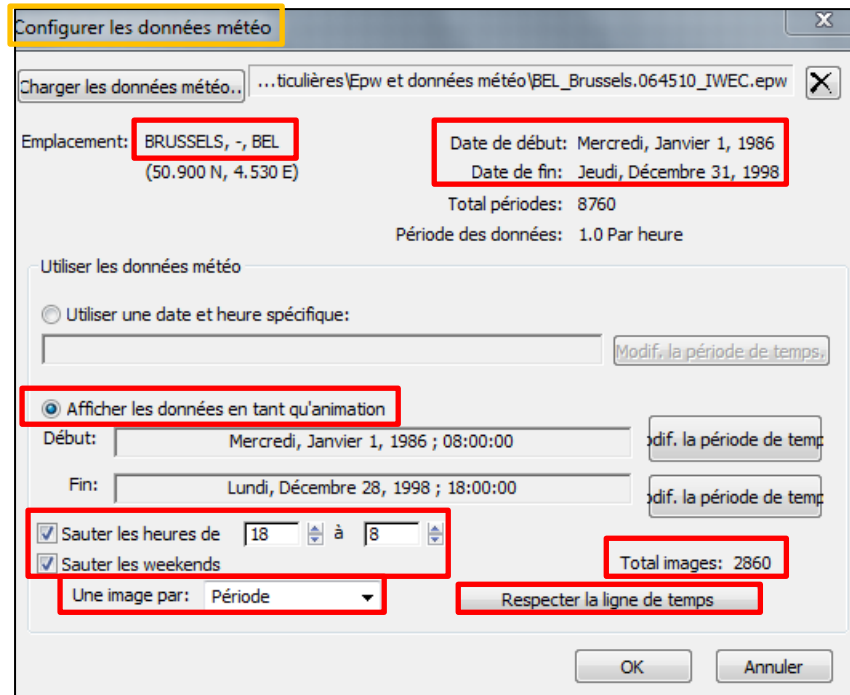 Configurer les données météo
Charger les données météo..
...ticulières\Epw et données météo\BEL_Brussels.064510_IWEC.epw
Emplacement: BRUSSELS, -, BEL
(50.900 N, 4.530 E)
Date de début: Mercredi, Janvier 1, 1986
Date de fin: Jeudi, Décembre 31, 1998
Total périodes: 8760
Période des données: 1.0 Par heure
Utiliser les données météo
Utiliser une date et heure spécifique:
Modif. la période de temps.
Afficher les données en tant qu'animation
Début: Mercredi, Janvier 1, 1986 ; 08:00:00
odif. la période de temp
Fin: Lundi, Décembre 28, 1998 ; 18:00:00
odif. la période de temp
Sauter les heures de 18 à 8
Sauter les weekends
Total images: 2860
Une image par: Période
Respecter la ligne de temps
OK Annuler